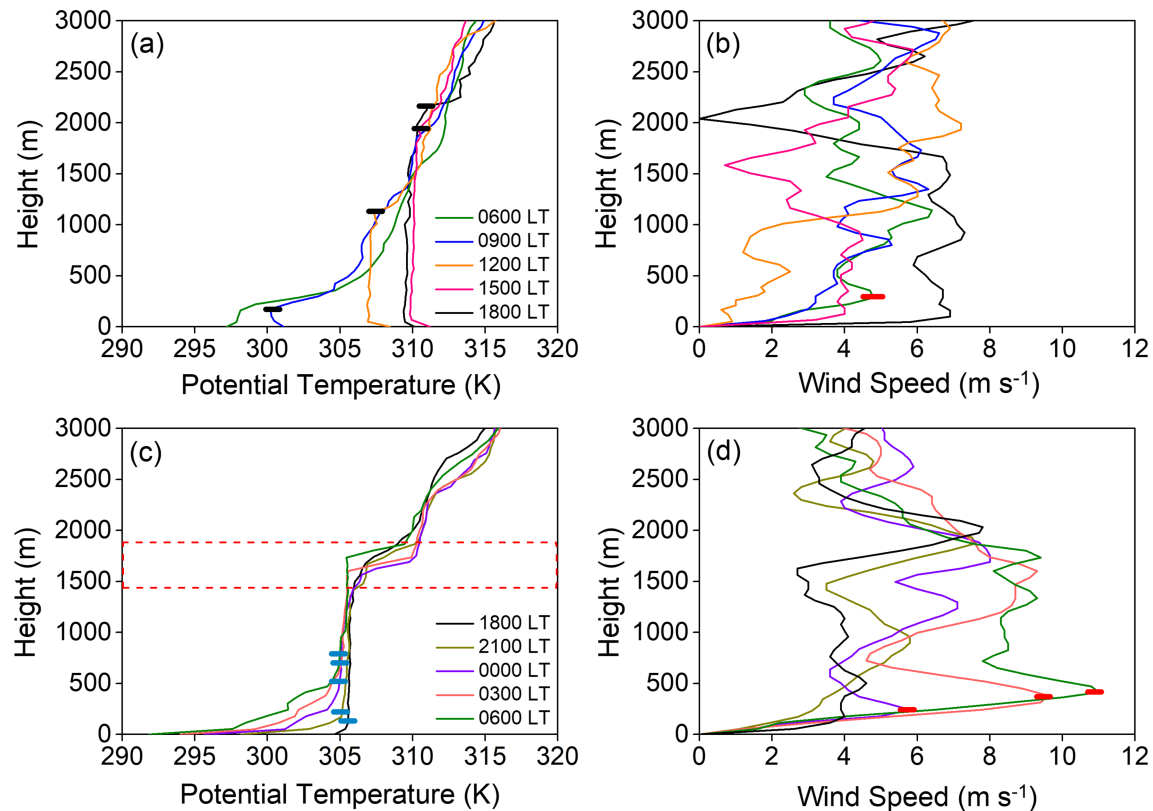 (a)
3000
2500
2000
1500
1000
500
0
Height (m)
0600 LT
0900 LT
1200 LT
1500 LT
1800 LT
290 295 300 305 310 315 320
Potential Temperature (K)
(b)
3000
2500
2000
1500
1000
500
0
Height (m)
0 2 4 6 8 10 12
Wind Speed (m s-1)
(c)
3000
2500
2000
1500
1000
500
0
Height (m)
1800 LT
2100 LT
0000 LT
0300 LT
0600 LT
290 295 300 305 310 315 320
Potential Temperature (K)
(d)
3000
2500
2000
1500
1000
500
0
Height (m)
0 2 4 6 8 10 12
Wind Speed (m s-1)